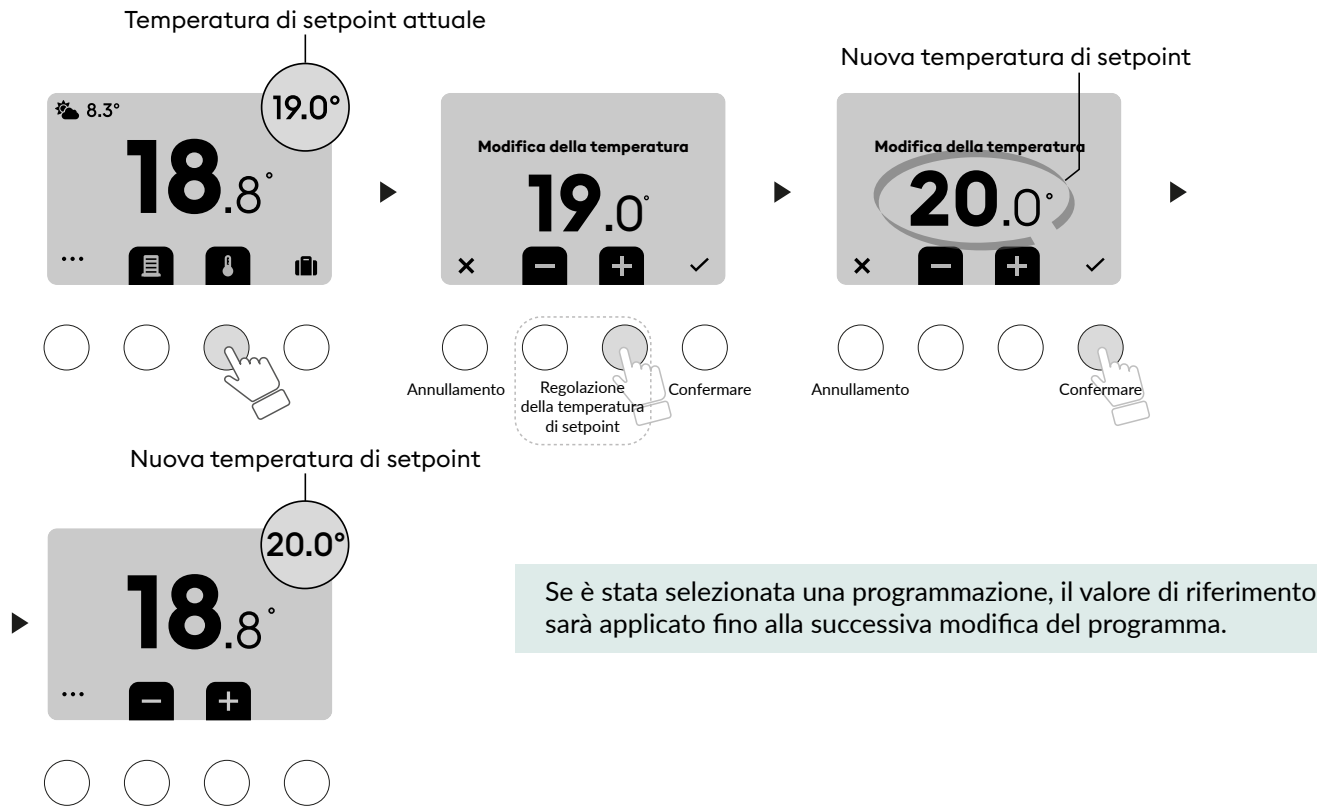 Temperatura di setpoint attuale
8.3°
19.0°
18.8°
Modifica della temperatura
19.0°
Annullamento
Regolazione
della temperatura
di setpoint
Confermare
Nuova temperatura di setpoint
Modifica della temperatura
20.0°
Annullamento
Confermare
Nuova temperatura di setpoint
20.0°
18.8°
Se è stata selezionata una programmazione, il valore di riferimento
sarà applicato fino alla successiva modifica del programma.